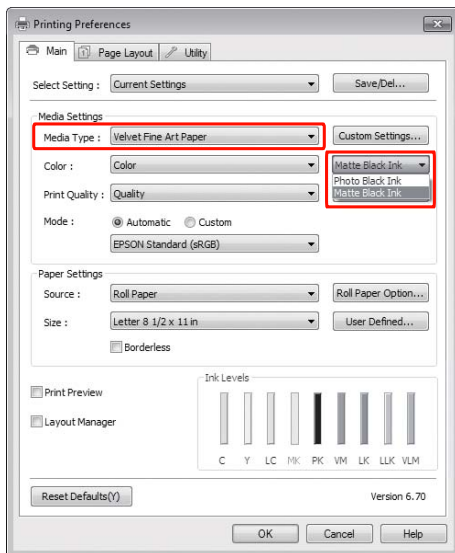 Printing Preferences
Main Page Layout Utility
Select Setting : Current Settings Save/Del...
Media Settings
Media Type : Velvet Fine Art Paper Custom Settings...
Color : Color Matte Black Ink
Photo Black Ink
Print Quality : Quality Matte Black Ink
Mode : Automatic Custom
EPSON Standard (sRGB)
Paper Settings
Source : Roll Paper Roll Paper Option...
Size : Letter 8 1/2 x 11 in User Defined...
Borderless
Ink Levels
Print Preview
Layout Manager
C Y LC MK PK VM LK LLK VLM
Reset Defaults(Y) Version 6.70
OK Cancel Help